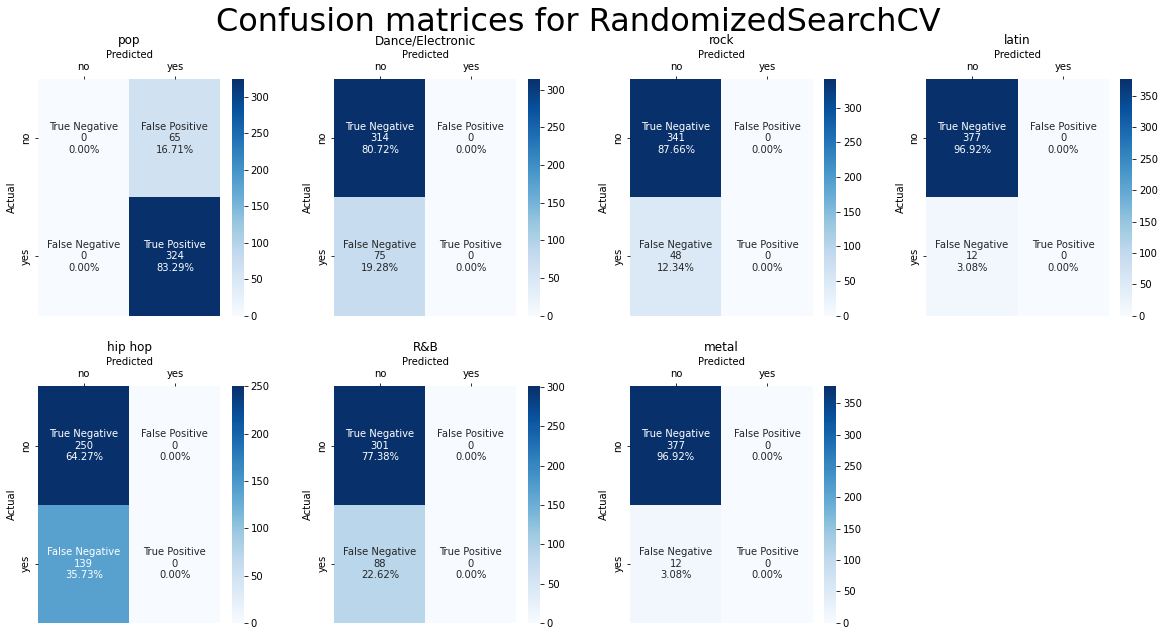 Confusion matrices for RandomizedSearchCV
pop
Predicted
no yes
Actual
no
yes
True Negative
0
0.00%
False Positive
65
16.71%
False Negative
0
0.00%
True Positive
324
83.29%
300
250
200
150
100
50
0
Dance/Electronic
Predicted
no yes
Actual
no
yes
True Negative
314
80.72%
False Positive
0
0.00%
False Negative
75
19.28%
True Positive
0
0.00%
300
250
200
150
100
50
0
rock
Predicted
no yes
Actual
no
yes
True Negative
341
87.66%
False Positive
0
0.00%
False Negative
48
12.34%
True Positive
0
0.00%
300
250
200
150
100
50
0
latin
Predicted
no yes
Actual
no
yes
True Negative
377
96.92%
False Positive
0
0.00%
False Negative
12
3.08%
True Positive
0
0.00%
350
300
250
200
150
100
50
0
hip hop
Predicted
no yes
Actual
no
yes
True Negative
250
64.27%
False Positive
0
0.00%
False Negative
139
35.73%
True Positive
0
0.00%
250
200
150
100
50
0
R&B
Predicted
no yes
Actual
no
yes
True Negative
301
77.38%
False Positive
0
0.00%
False Negative
88
22.62%
True Positive
0
0.00%
300
250
200
150
100
50
0
metal
Predicted
no yes
Actual
no
yes
True Negative
377
96.92%
False Positive
0
0.00%
False Negative
12
3.08%
True Positive
0
0.00%
350
300
250
200
150
100
50
0